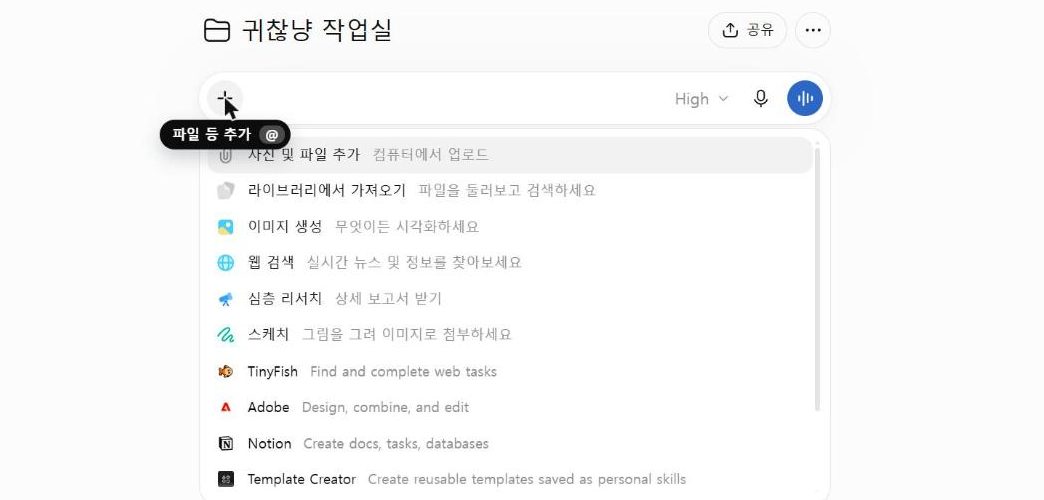 귀찮냥 작업실
공유
High
파일 등 추가 @
사진 및 파일 추가 컴퓨터에서 업로드
라이브러리에서 가져오기 파일을 둘러보고 검색하세요
이미지 생성 무엇이든 시각화하세요
웹 검색 실시간 뉴스 및 정보를 찾아보세요
심층 리서치 상세 보고서 받기
스케치 그림을 그려 이미지로 첨부하세요
TinyFish Find and complete web tasks
Adobe Design, combine, and edit
Notion Create docs, tasks, databases
Template Creator Create reusable templates saved as personal skills